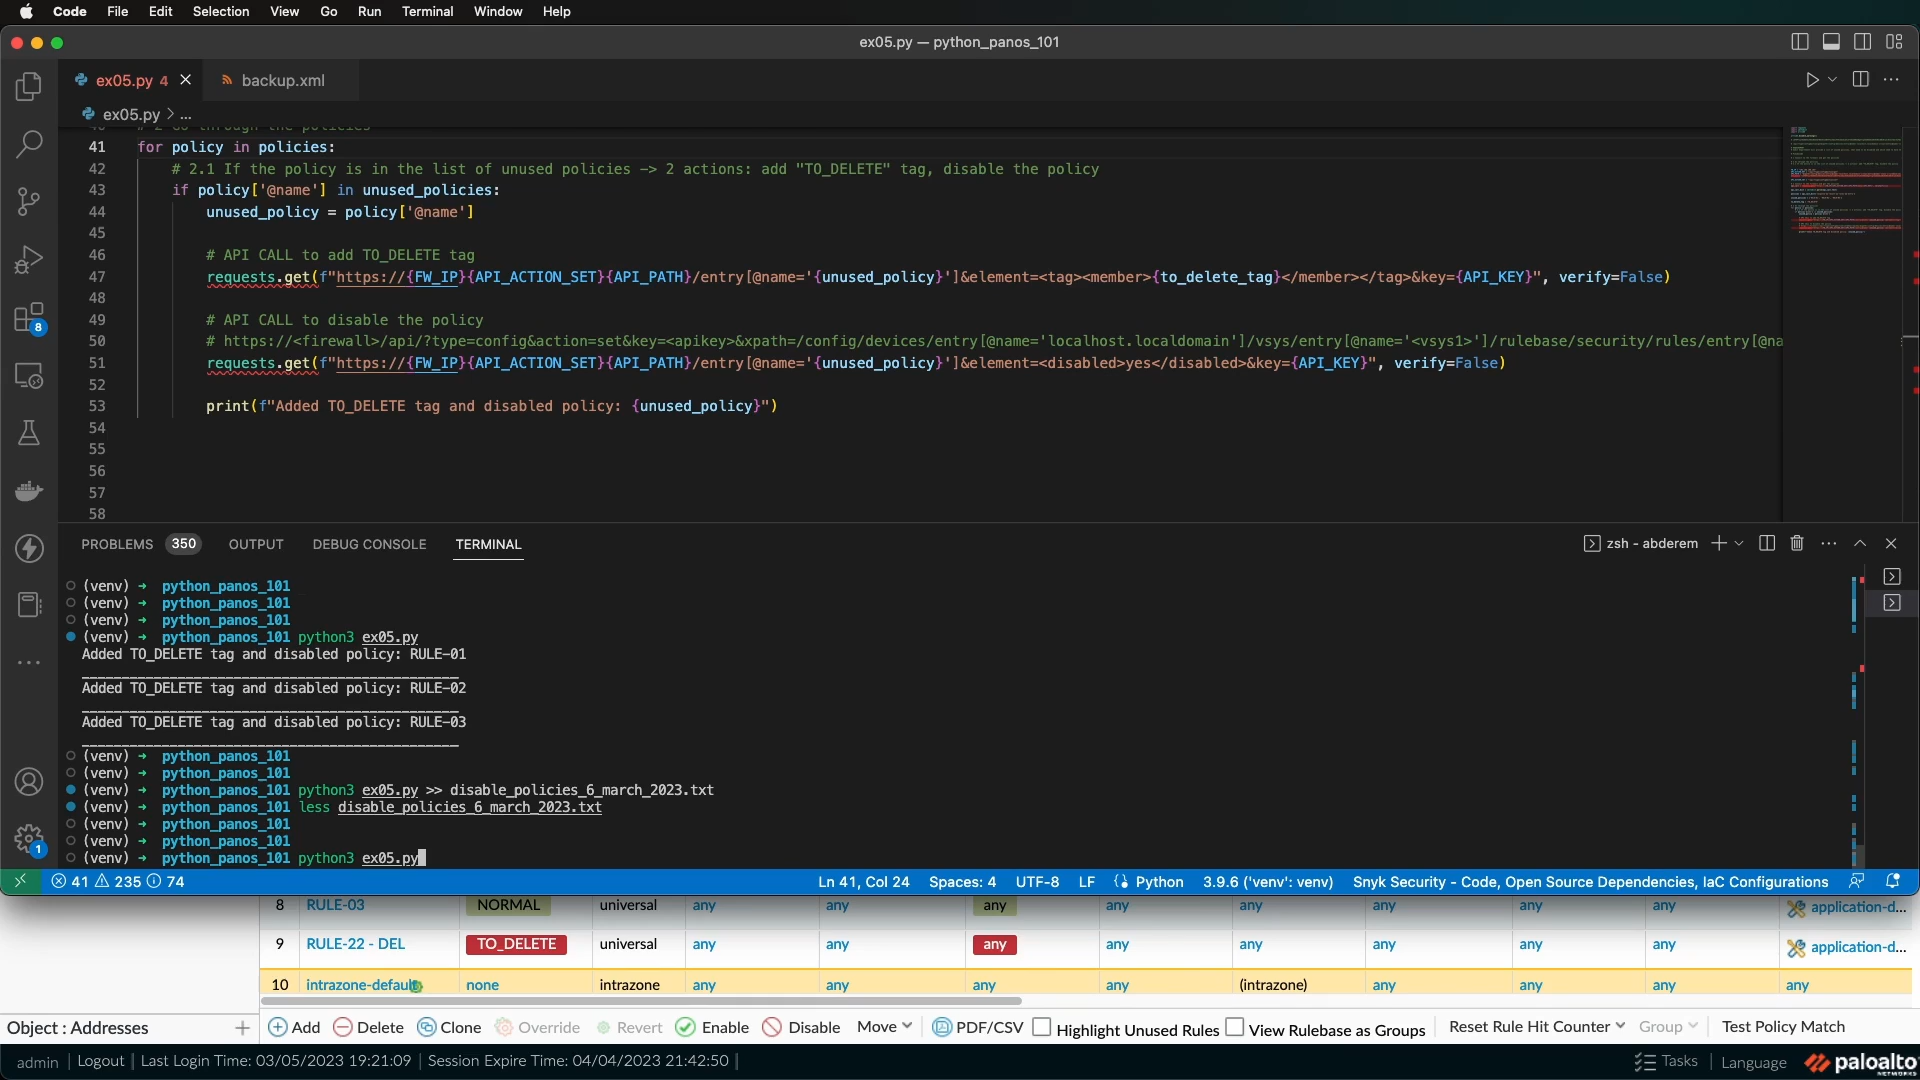 Code File Edit Selection View Go Run Terminal Window Help
ex05.py — python_panos_101
ex05.py 4
backup.xml
ex05.py > ...
40 # 2 Go through the policies
41 for policy in policies:
42 # 2.1 If the policy is in the list of unused policies -> 2 actions: add "TO_DELETE" tag, disable the policy
43 if policy['@name'] in unused_policies:
44 unused_policy = policy['@name']
45
46 # API CALL to add TO_DELETE tag
47 requests.get(f"https://{FW_IP}{API_ACTION_SET}{API_PATH}/entry[@name='{unused_policy}']&element=<tag><member>{to_delete_tag}</member></tag>&key={API_KEY}", verify=False)
48
49 # API CALL to disable the policy
50 # https://<firewall>/api/?type=config&action=set&key=<apikey>&xpath=/config/devices/entry[@name='localhost.localdomain']/vsys/entry[@name='<vsys1>']/rulebase/security/rules/entry[@na
51 requests.get(f"https://{FW_IP}{API_ACTION_SET}{API_PATH}/entry[@name='{unused_policy}']&element=<disabled>yes</disabled>&key={API_KEY}", verify=False)
52
53 print(f"Added TO_DELETE tag and disabled policy: {unused_policy}")
54
55
56
57
58
8
1
PROBLEMS 350 OUTPUT DEBUG CONSOLE TERMINAL
zsh - abderem
(venv) → python_panos_101
(venv) → python_panos_101
(venv) → python_panos_101
(venv) → python_panos_101 python3 ex05.py
Added TO_DELETE tag and disabled policy: RULE-01
_______________________________________________
Added TO_DELETE tag and disabled policy: RULE-02
_______________________________________________
Added TO_DELETE tag and disabled policy: RULE-03
_______________________________________________
(venv) → python_panos_101
(venv) → python_panos_101
(venv) → python_panos_101 python3 ex05.py >> disable_policies_6_march_2023.txt
(venv) → python_panos_101 less disable_policies_6_march_2023.txt
(venv) → python_panos_101
(venv) → python_panos_101
(venv) → python_panos_101 python3 ex05.py
41 235 74
Ln 41, Col 24 Spaces: 4 UTF-8 LF Python 3.9.6 ('venv': venv) Snyk Security - Code, Open Source Dependencies, IaC Configurations
8 RULE-03 NORMAL universal any any any any any any any any application-d...
9 RULE-22 - DEL TO_DELETE universal any any any any any any any any application-d...
10 intrazone-default none intrazone any any any any (intrazone) any any any any
Object : Addresses
Add Delete Clone Override Revert Enable Disable Move PDF/CSV Highlight Unused Rules View Rulebase as Groups Reset Rule Hit Counter Group Test Policy Match
admin | Logout | Last Login Time: 03/05/2023 19:21:09 | Session Expire Time: 04/04/2023 21:42:50 |
Tasks | Language paloalto
NETWORKS